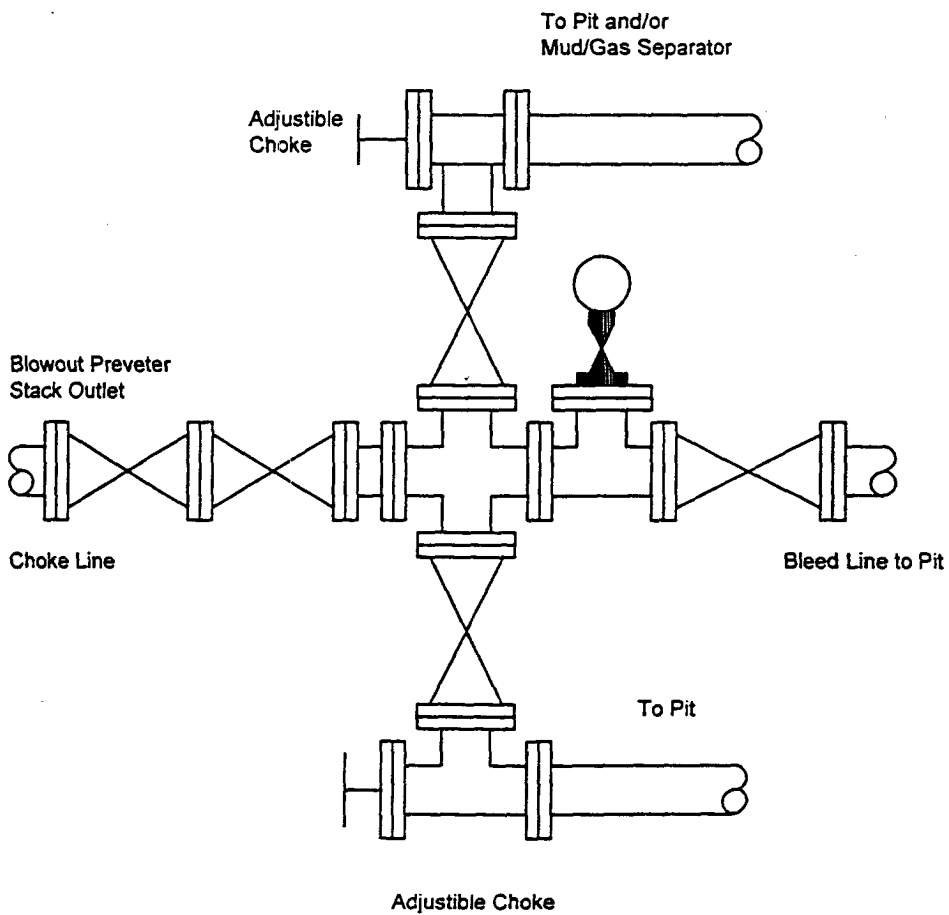 To Pit and/or
Mud/Gas Separator
Adjustible
Choke
Blowout Preveter
Stack Outlet
Choke Line
Bleed Line to Pit
To Pit
Adjustible Choke